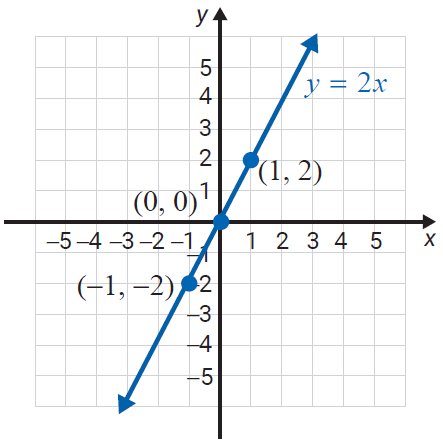 y
5
4
y = 2x
3
2
(1, 2)
1
(0, 0)
–5 –4 –3 –2 –1
1 2 3 4 5
x
–1
(−1, −2)
–2
–3
–4
–5